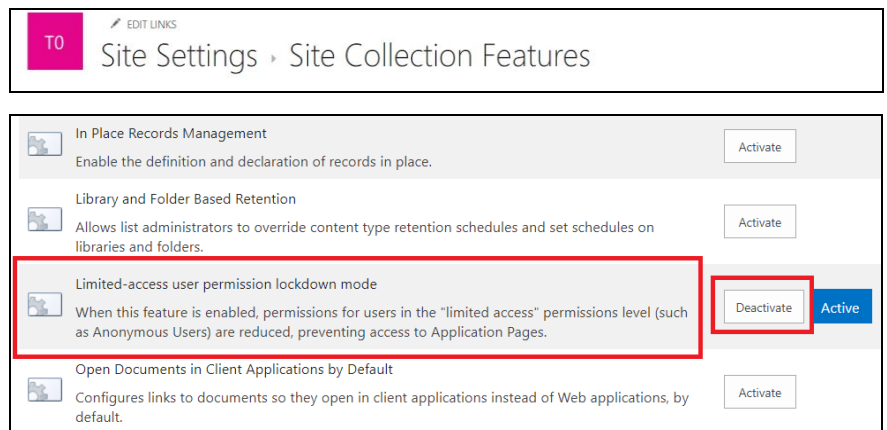 EDIT LINKS
T0
Site Settings › Site Collection Features
In Place Records Management
Enable the definition and declaration of records in place.
Activate
Library and Folder Based Retention
Allows list administrators to override content type retention schedules and set schedules on
libraries and folders.
Activate
Limited-access user permission lockdown mode
When this feature is enabled, permissions for users in the "limited access" permissions level (such
as Anonymous Users) are reduced, preventing access to Application Pages.
Deactivate
Active
Open Documents in Client Applications by Default
Configures links to documents so they open in client applications instead of Web applications, by
default.
Activate